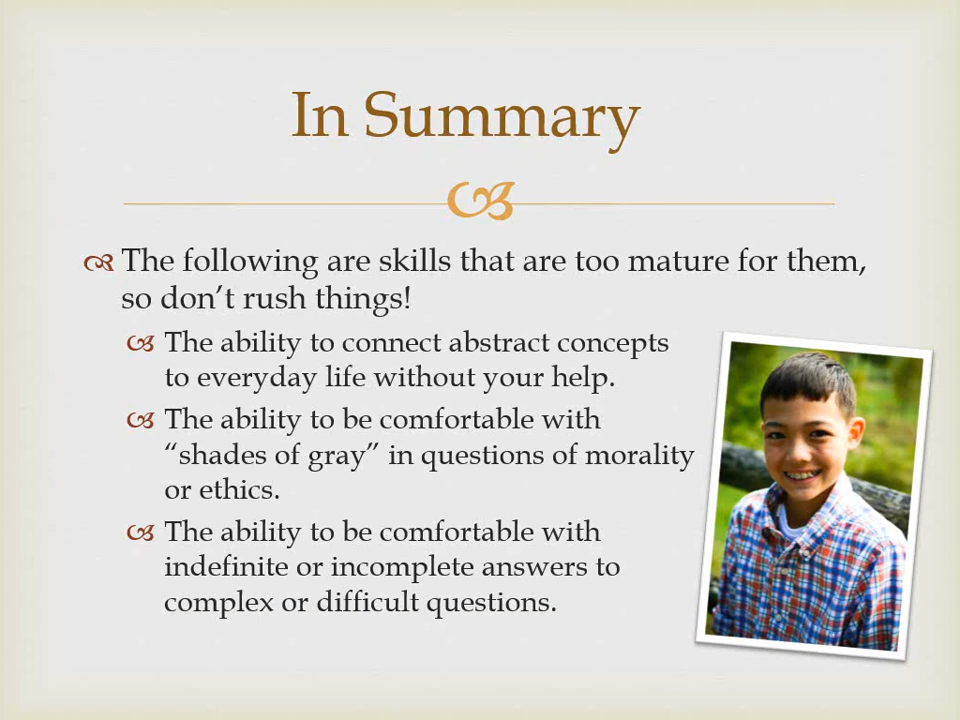 In Summary
The following are skills that are too mature for them,
so don’t rush things!
The ability to connect abstract concepts
to everyday life without your help.
The ability to be comfortable with
“shades of gray” in questions of morality
or ethics.
The ability to be comfortable with
indefinite or incomplete answers to
complex or difficult questions.